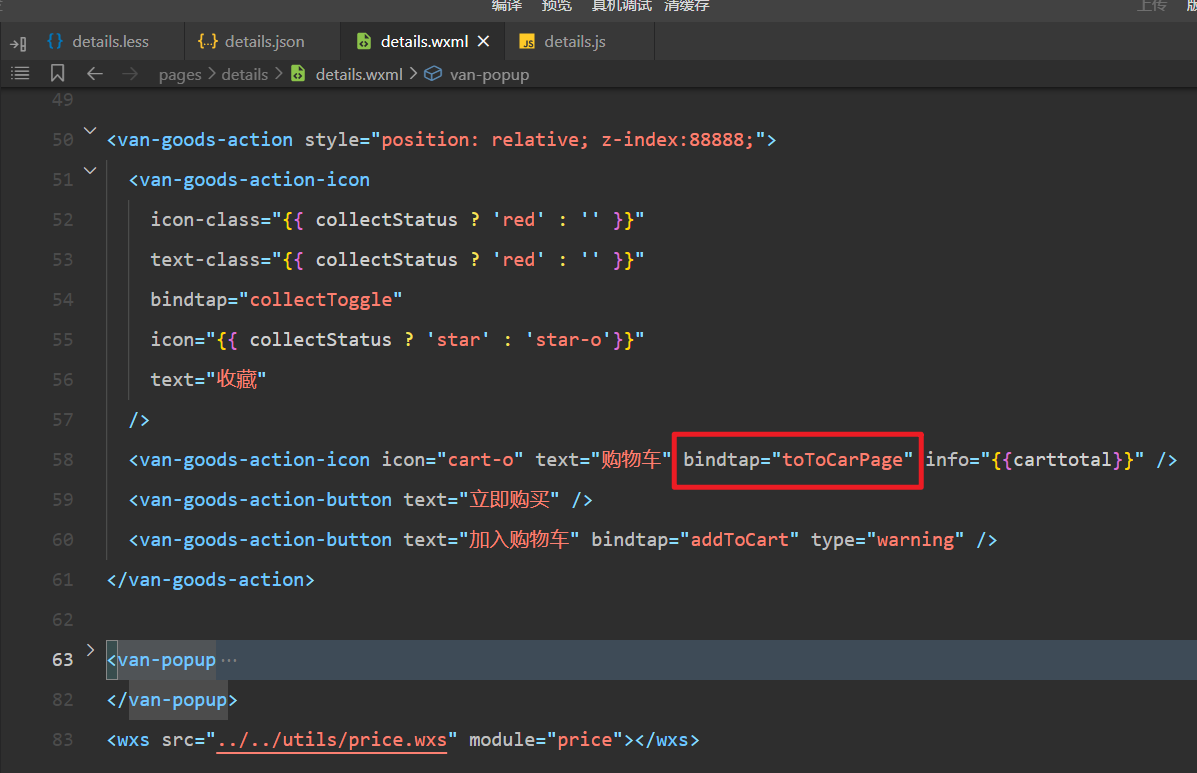 编译 预览 真机调试 清缓存 上传
details.less details.json details.wxml details.js
pages > details > details.wxml > van-popup
49
50 <van-goods-action style="position: relative; z-index:88888;">
51 <van-goods-action-icon
52 icon-class="{{ collectStatus ? 'red' : '' }}"
53 text-class="{{ collectStatus ? 'red' : '' }}"
54 bindtap="collectToggle"
55 icon="{{ collectStatus ? 'star' : 'star-o'}}"
56 text="收藏"
57 />
58 <van-goods-action-icon icon="cart-o" text="购物车" bindtap="toToCarPage" info="{{carttotal}}" />
59 <van-goods-action-button text="立即购买" />
60 <van-goods-action-button text="加入购物车" bindtap="addToCart" type="warning" />
61 </van-goods-action>
62
63 <van-popup ···
82 </van-popup>
83 <wxs src="../../utils/price.wxs" module="price"></wxs>